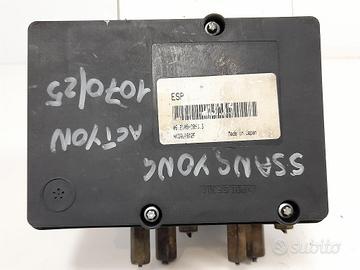 ESP
Made in Japan
1070/25
ACTYON
SSANGYONG
subito